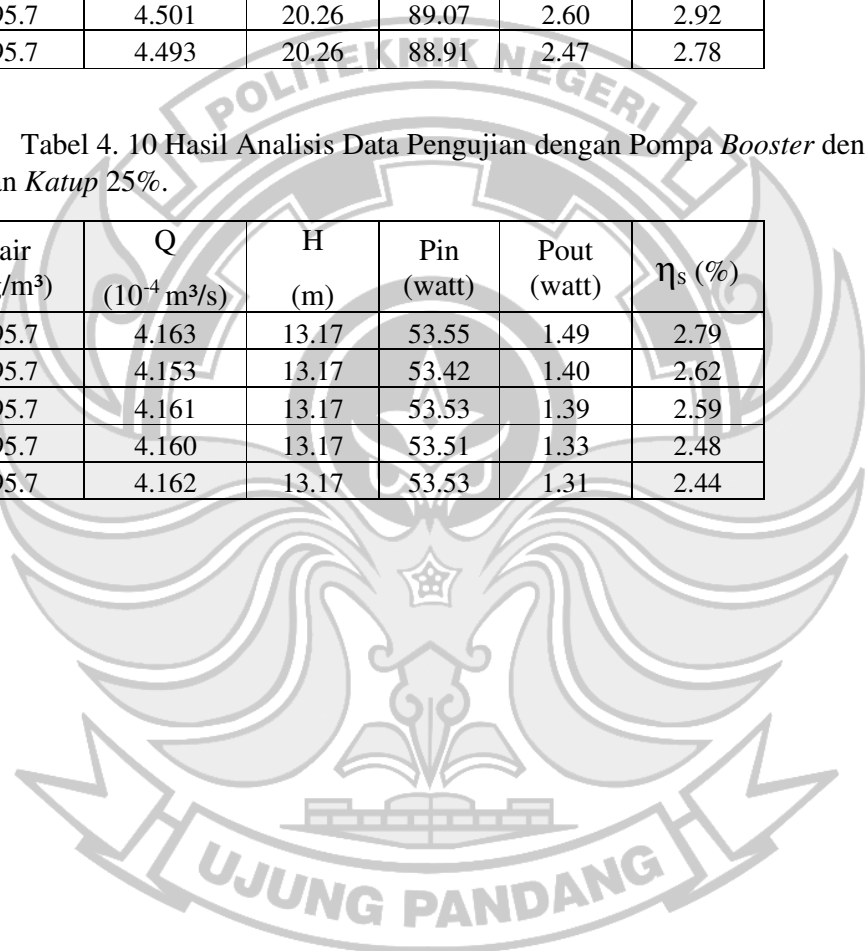 95.7 4.501 20.26 89.07 2.60 2.92
95.7 4.493 20.26 88.91 2.47 2.78
POLITEKNIK NEGERI
Tabel 4. 10 Hasil Analisis Data Pengujian dengan Pompa Booster den
an Katup 25%.
air Q H Pin Pout ηs (%)
g/m³) (10⁻⁴ m³/s) (m) (watt) (watt)
95.7 4.163 13.17 53.55 1.49 2.79
95.7 4.153 13.17 53.42 1.40 2.62
95.7 4.161 13.17 53.53 1.39 2.59
95.7 4.160 13.17 53.51 1.33 2.48
95.7 4.162 13.17 53.53 1.31 2.44
UJUNG PANDANG